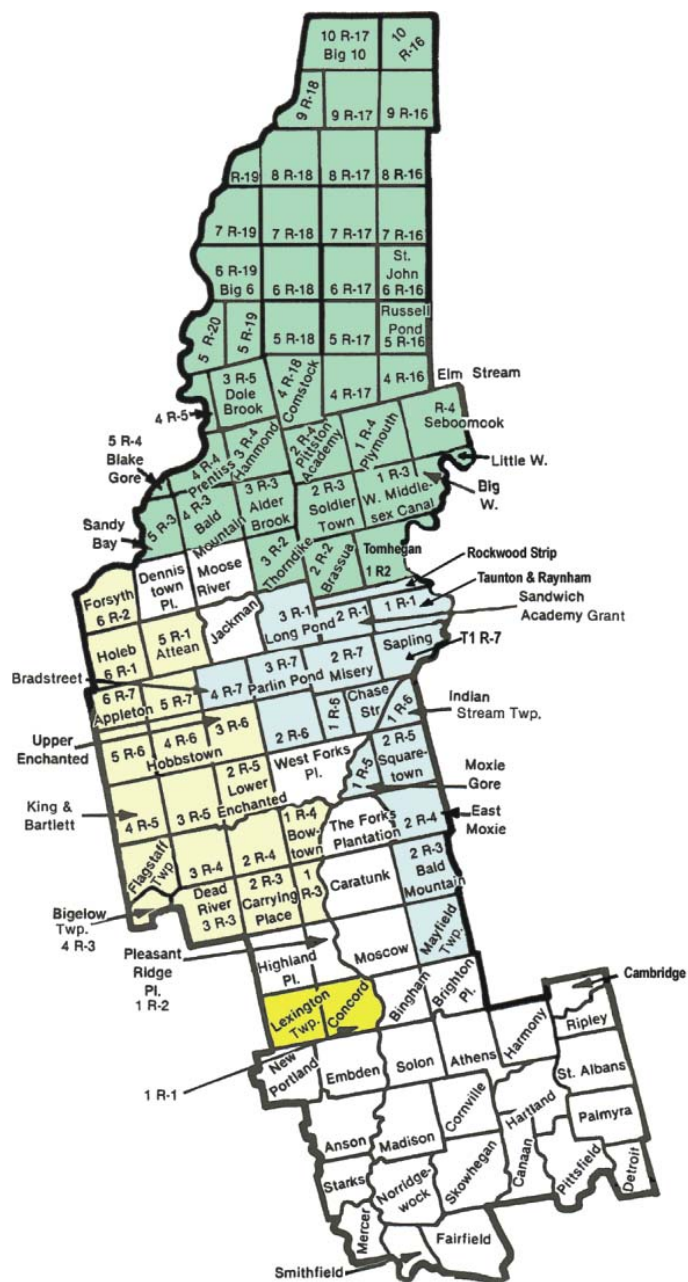 10 R-17
Big 10
10
R-16
9 R-18
9 R-17
9 R-16
R-19
8 R-18
8 R-17
8 R-16
7 R-19
7 R-18
7 R-17
7 R-16
6 R-19
Big 6
6 R-18
6 R-17
St.
John
6 R-16
5 R-20
5 R-19
5 R-18
5 R-17
Russell
Pond
5 R-16
4 R-5
3 R-5
Dole
Brook
4 R-18
Comstock
4 R-17
4 R-16
Elm Stream
5 R-4
Blake
Gore
4 R-4
Prentiss
3 R-4
Hammond
2 R-4
Pittston
Academy
1 R-4
Plymouth
R-4
Seboomook
Little W.
Big
W.
Sandy
Bay
5 R-3
4 R-3
Bald
Mountain
3 R-3
Alder
Brook
2 R-3
Soldier
Town
1 R-3
W. Middle-
sex Canal
Dennis
town
Pl.
Moose
River
3 R-2
Thorndike
2 R-2
Brassua
Tomhegan
1 R2
Rockwood Strip
Taunton & Raynham
Forsyth
6 R-2
Jackman
3 R-1
Long Pond
2 R-1
1 R-1
Sandwich
Academy Grant
Holeb
6 R-1
5 R-1
Attean
Sapling
T1 R-7
Bradstreet
6 R-7
Appleton
5 R-7
4 R-7
3 R-7
Parlin Pond
2 R-7
Misery
Chase
Str.
1 R-6
1 R-6
Indian
Stream Twp.
Upper
Enchanted
5 R-6
4 R-6
Hobbstown
3 R-6
2 R-6
West Forks
Pl.
2 R-5
Square-
town
1 R-5
Moxie
Gore
King &
Bartlett
4 R-5
3 R-5
2 R-5
Lower
Enchanted
1 R-4
Bow-
town
The Forks
Plantation
2 R-4
East
Moxie
Flagstaff
Twp.
3 R-4
2 R-4
2 R-3
Bald
Mountain
Bigelow
Twp.
4 R-3
Dead
River
3 R-3
2 R-3
Carrying
Place
1
R-3
Caratunk
Pleasant
Ridge
Pl.
1 R-2
Highland
Pl.
Moscow
Mayfield
Twp.
Lexington
Twp.
Concord
Bingham
Brighton
Pl.
Cambridge
1 R-1
New
Portland
Embden
Solon
Athens
Harmony
Ripley
St. Albans
Anson
Madison
Cornville
Hartland
Palmyra
Starks
Norridge-
wock
Skowhegan
Canaan
Pittsfield
Detroit
Mercer
Smithfield
Fairfield